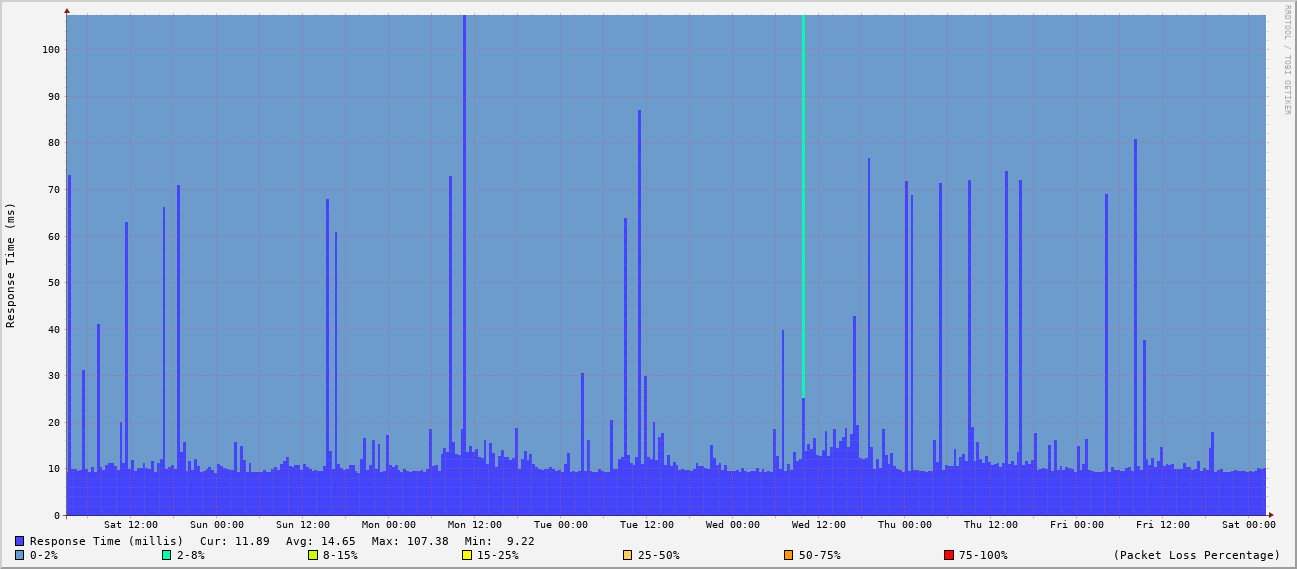 RRDTOOL / TOBI OETIKER
Response Time (ms)
100
90
80
70
60
50
40
30
20
10
0
Sat 12:00 Sun 00:00 Sun 12:00 Mon 00:00 Mon 12:00 Tue 00:00 Tue 12:00 Wed 00:00 Wed 12:00 Thu 00:00 Thu 12:00 Fri 00:00 Fri 12:00 Sat 00:00
Response Time (millis) Cur: 11.89 Avg: 14.65 Max: 107.38 Min: 9.22
0-2% 2-8% 8-15% 15-25% 25-50% 50-75% 75-100% (Packet Loss Percentage)